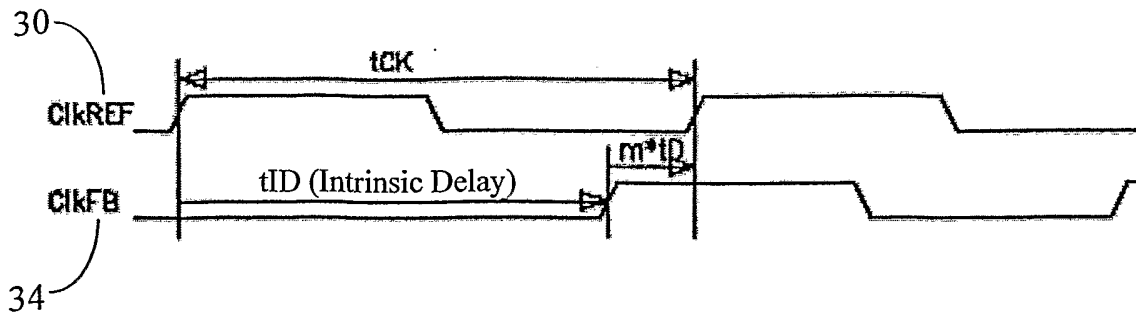 30
tCK
ClkREF
m*tD
tID (Intrinsic Delay)
ClkFB
34